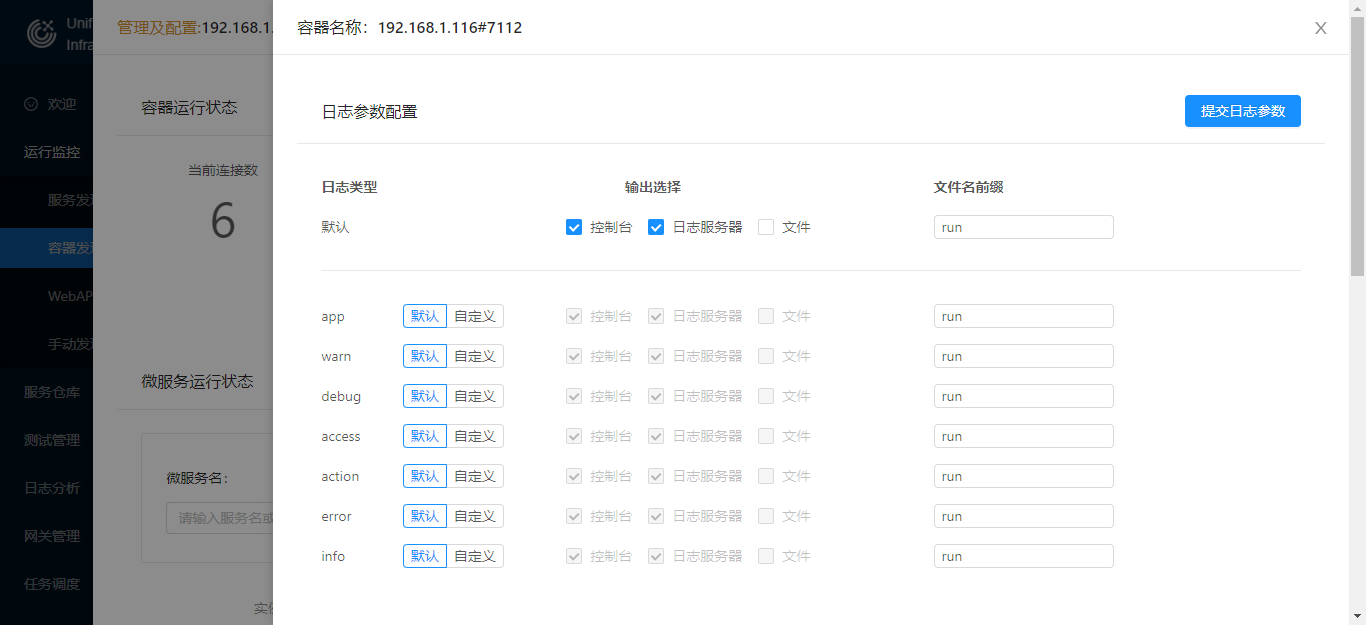 Unif
Infra
欢迎
运行监控
服务发现
容器发现
WebAP
手动发现
服务仓库
测试管理
日志分析
网关管理
任务调度
管理及配置:192.168.1.
容器运行状态
当前连接数
6
微服务运行状态
微服务名：
请输入服务名或
实例
容器名称：192.168.1.116#7112
X
日志参数配置
提交日志参数
日志类型 输出选择 文件名前缀
默认 控制台 日志服务器 文件 run
app 默认 自定义 控制台 日志服务器 文件 run
warn 默认 自定义 控制台 日志服务器 文件 run
debug 默认 自定义 控制台 日志服务器 文件 run
access 默认 自定义 控制台 日志服务器 文件 run
action 默认 自定义 控制台 日志服务器 文件 run
error 默认 自定义 控制台 日志服务器 文件 run
info 默认 自定义 控制台 日志服务器 文件 run